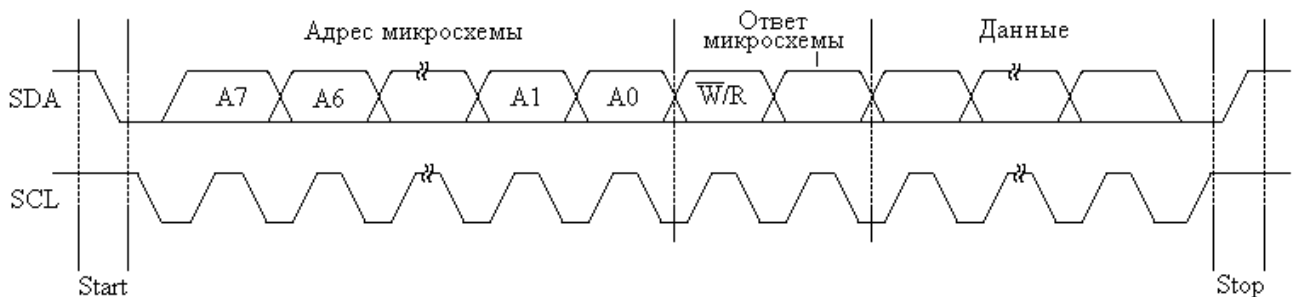 Адрес микросхемы
Ответ
микросхемы
Данные
SDA
A7
A6
A1
A0
W̅/R
SCL
Start
Stop